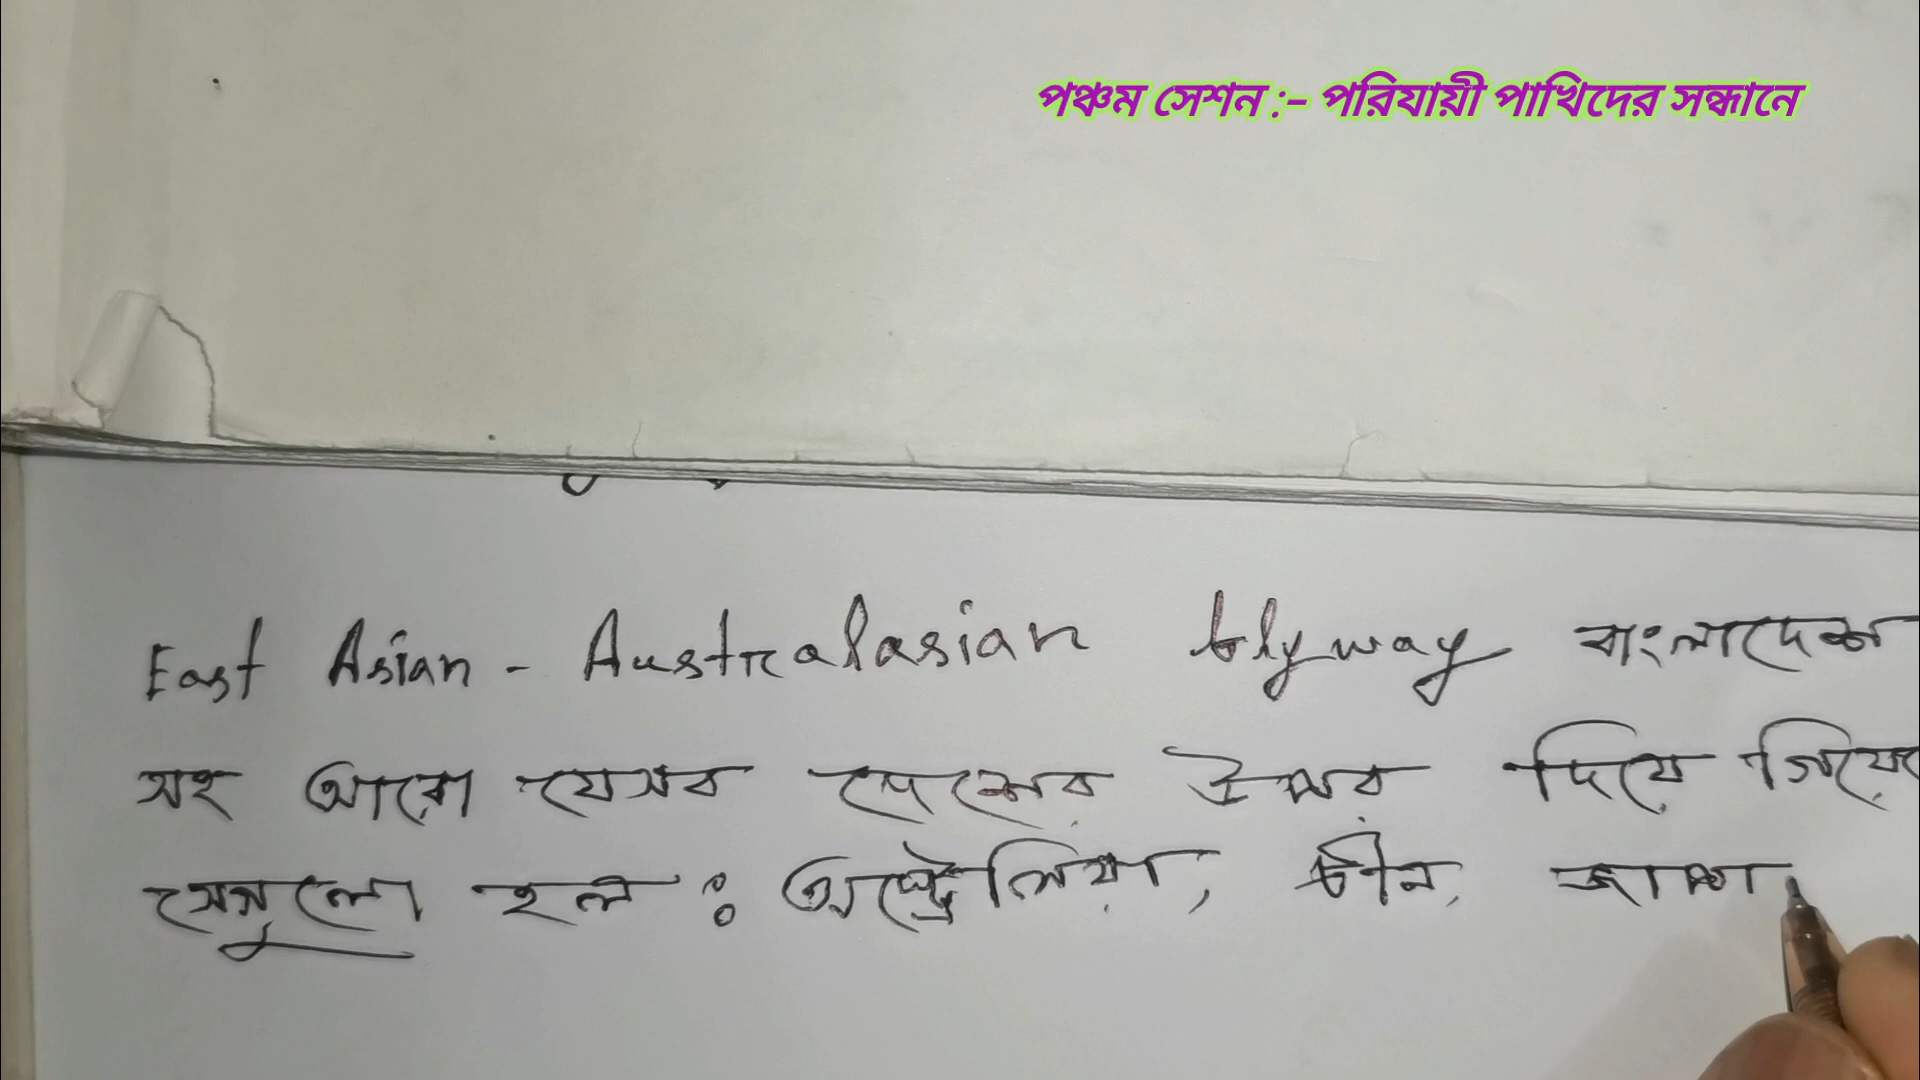 পঞ্চম সেশন :- পরিযায়ী পাখিদের সন্ধানে
East Asian - Australasian flyway বাংলাদেশ
সহ আরো যেসব দেশের উপর দিয়ে গিয়ে
সেগুলো হল : অস্ট্রেলিয়া, চীন, জাপা